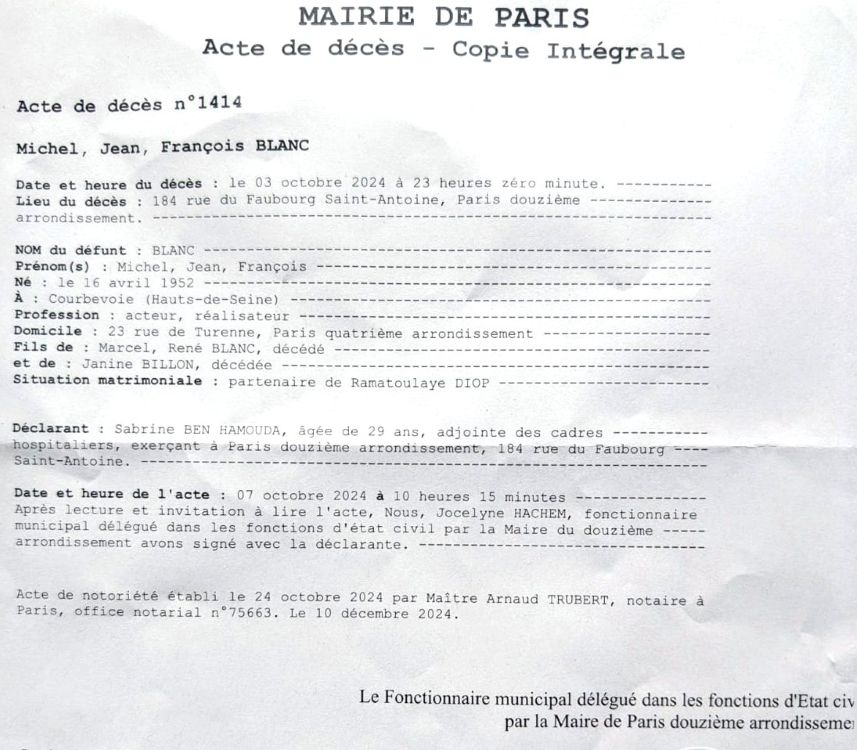 MAIRIE DE PARIS
Acte de décès - Copie Intégrale
Acte de décès n°1414
Michel, Jean, François BLANC
Date et heure du décès : le 03 octobre 2024 à 23 heures zéro minute. -----------
Lieu du décès : 184 rue du Faubourg Saint-Antoine, Paris douzième --------------
arrondissement. ----------------------------------------------------------------
NOM du défunt : BLANC ----------------------------------------------------------
Prénom(s) : Michel, Jean, François ---------------------------------------------
Né : le 16 avril 1952 ----------------------------------------------------------
À : Courbevoie (Hauts-de-Seine) ------------------------------------------------
Profession : acteur, réalisateur -----------------------------------------------
Domicile : 23 rue de Turenne, Paris quatrième arrondissement -------------------
Fils de : Marcel, René BLANC, décédé -------------------------------------------
et de : Janine BILLON, décédée -------------------------------------------------
Situation matrimoniale : partenaire de Ramatoulaye DIOP ------------------------
Déclarant : Sabrine BEN HAMOUDA, âgée de 29 ans, adjointe des cadres -----------
hospitaliers, exerçant à Paris douzième arrondissement, 184 rue du Faubourg ----
Saint-Antoine. -----------------------------------------------------------------
Date et heure de l'acte : 07 octobre 2024 à 10 heures 15 minutes ---------------
Après lecture et invitation à lire l'acte, Nous, Jocelyne HACHEM, fonctionnaire
municipal délégué dans les fonctions d'état civil par la Maire du douzième -----
arrondissement avons signé avec la déclarante. ---------------------------------
Acte de notoriété établi le 24 octobre 2024 par Maître Arnaud TRUBERT, notaire à
Paris, office notarial n°75663. Le 10 décembre 2024.
Le Fonctionnaire municipal délégué dans les fonctions d'Etat civ
par la Maire de Paris douzième arrondisseme